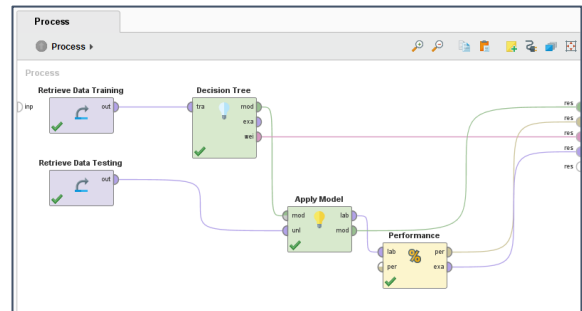 Process
Process
Process
Retrieve Data Training
inp
out
Decision Tree
tra
mod
exa
wei
Retrieve Data Testing
out
Apply Model
mod
unl
lab
mod
Performance
lab
per
per
exa
res
res
res
res
res